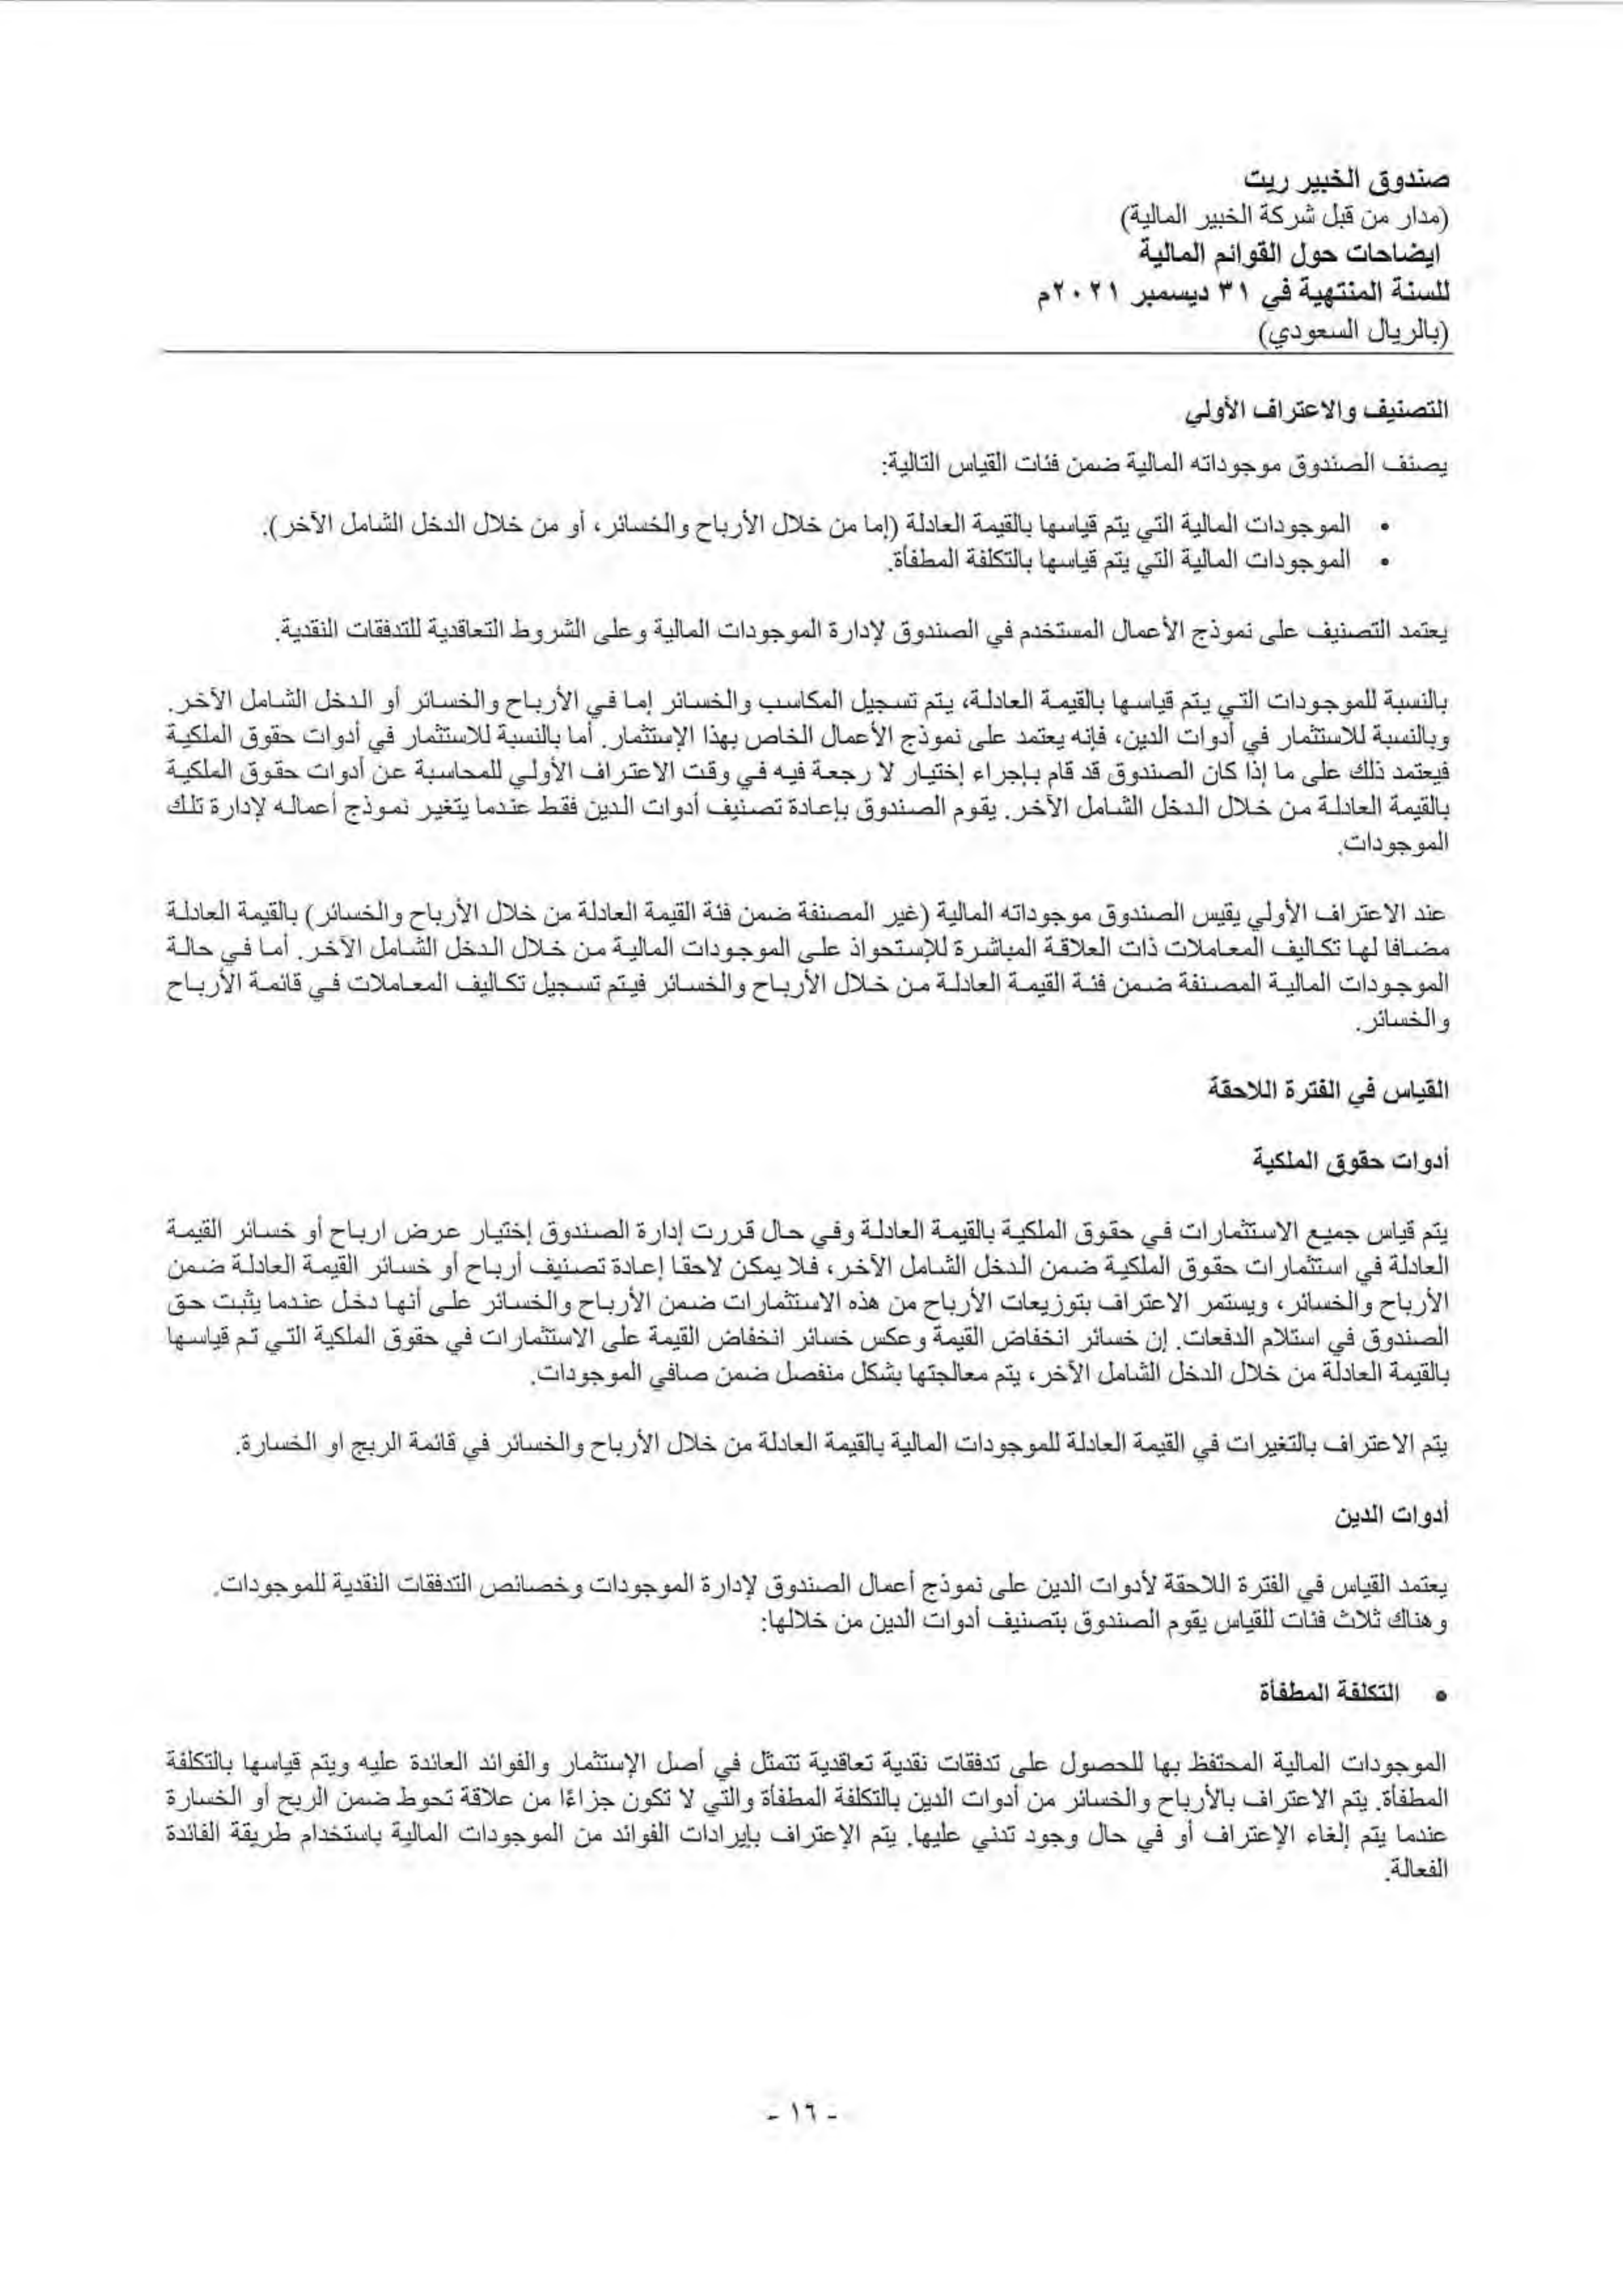 صندوق الخبير ريت
(مدار من قبل شركة الخبير المالية)
ايضاحات حول القوائم المالية
للسنة المنتهية في ٣١ ديسمبر ٢٠٢١م
(بالريال السعودي)
التصنيف والاعتراف الأولي
يصنف الصندوق موجوداته المالية ضمن فئات القياس التالية:
• الموجودات المالية التي يتم قياسها بالقيمة العادلة (إما من خلال الأرباح والخسائر، أو من خلال الدخل الشامل الآخر).
• الموجودات المالية التي يتم قياسها بالتكلفة المطفأة.
يعتمد التصنيف على نموذج الأعمال المستخدم في الصندوق لإدارة الموجودات المالية وعلى الشروط التعاقدية للتدفقات النقدية.
بالنسبة للموجودات التي يتم قياسها بالقيمة العادلة، يتم تسجيل المكاسب والخسائر إما في الأرباح والخسائر أو الدخل الشامل الآخر.
وبالنسبة للاستثمار في أدوات الدين، فإنه يعتمد على نموذج الأعمال الخاص بهذا الإستثمار. أما بالنسبة للاستثمار في أدوات حقوق الملكية
فيعتمد ذلك على ما إذا كان الصندوق قد قام بإجراء إختيار لا رجعة فيه في وقت الاعتراف الأولي للمحاسبة عن أدوات حقوق الملكية
بالقيمة العادلة من خلال الدخل الشامل الآخر. يقوم الصندوق بإعادة تصنيف أدوات الدين فقط عندما يتغير نموذج أعماله لإدارة تلك
الموجودات.
عند الاعتراف الأولي يقيس الصندوق موجوداته المالية (غير المصنفة ضمن فئة القيمة العادلة من خلال الأرباح والخسائر) بالقيمة العادلة
مضافا لها تكاليف المعاملات ذات العلاقة المباشرة للإستحواذ على الموجودات المالية من خلال الدخل الشامل الآخر. أما في حالة
الموجودات المالية المصنفة ضمن فئة القيمة العادلة من خلال الأرباح والخسائر فيتم تسجيل تكاليف المعاملات في قائمة الأرباح
والخسائر.
القياس في الفترة اللاحقة
أدوات حقوق الملكية
يتم قياس جميع الاستثمارات في حقوق الملكية بالقيمة العادلة وفي حال قررت إدارة الصندوق إختيار عرض ارباح أو خسائر القيمة
العادلة في استثمارات حقوق الملكية ضمن الدخل الشامل الآخر، فلا يمكن لاحقا إعادة تصنيف أرباح أو خسائر القيمة العادلة ضمن
الأرباح والخسائر، ويستمر الاعتراف بتوزيعات الأرباح من هذه الاستثمارات ضمن الأرباح والخسائر على أنها دخل عندما يثبت حق
الصندوق في استلام الدفعات. إن خسائر انخفاض القيمة وعكس خسائر انخفاض القيمة على الاستثمارات في حقوق الملكية التي تم قياسها
بالقيمة العادلة من خلال الدخل الشامل الآخر، يتم معالجتها بشكل منفصل ضمن صافي الموجودات.
يتم الاعتراف بالتغيرات في القيمة العادلة للموجودات المالية بالقيمة العادلة من خلال الأرباح والخسائر في قائمة الربح او الخسارة.
أدوات الدين
يعتمد القياس في الفترة اللاحقة لأدوات الدين على نموذج أعمال الصندوق لإدارة الموجودات وخصائص التدفقات النقدية للموجودات.
وهناك ثلاث فئات للقياس يقوم الصندوق بتصنيف أدوات الدين من خلالها:
• التكلفة المطفأة
الموجودات المالية المحتفظ بها للحصول على تدفقات نقدية تعاقدية تتمثل في أصل الإستثمار والفوائد العائدة عليه ويتم قياسها بالتكلفة
المطفأة. يتم الاعتراف بالأرباح والخسائر من أدوات الدين بالتكلفة المطفأة والتي لا تكون جزاءًا من علاقة تحوط ضمن الربح أو الخسارة
عندما يتم إلغاء الإعتراف أو في حال وجود تدني عليها. يتم الإعتراف بإيرادات الفوائد من الموجودات المالية باستخدام طريقة الفائدة
الفعالة.
- ١٦ -